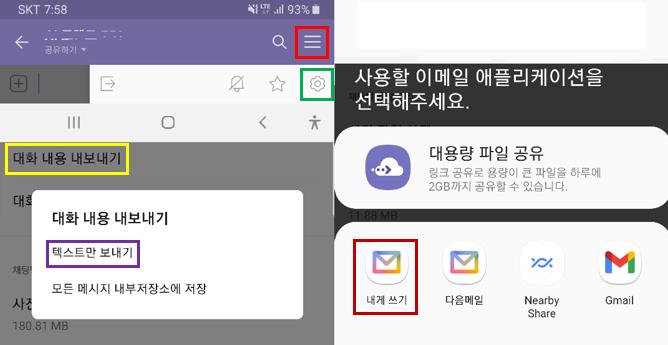 SKT 7:58
LTE 93%
공유하기
대화 내용 내보내기
대화
대화 내용 내보내기
텍스트만 보내기
모든 메시지 내부저장소에 저장
채팅방
사진
180.81 MB
사용할 이메일 애플리케이션을
선택해주세요.
대용량 파일 공유
링크 공유로 용량이 큰 파일을 하루에
2GB까지 공유할 수 있습니다.
11.88 MB
내게 쓰기
다음메일
Nearby
Share
Gmail